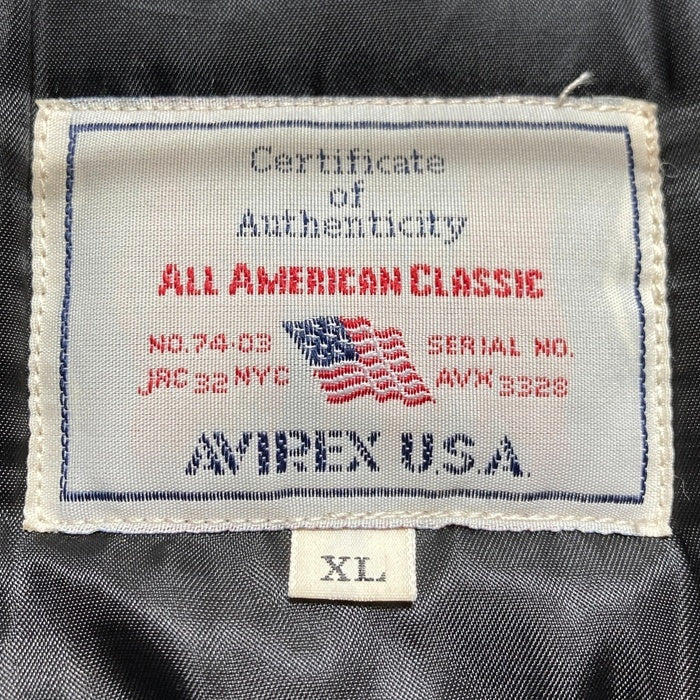 Certificate
of
Authenticity
ALL AMERICAN CLASSIC
NO.74-03 SERIAL NO.
JRC 32 NYC AVX 3328
AVIREX U.S.A.
XL